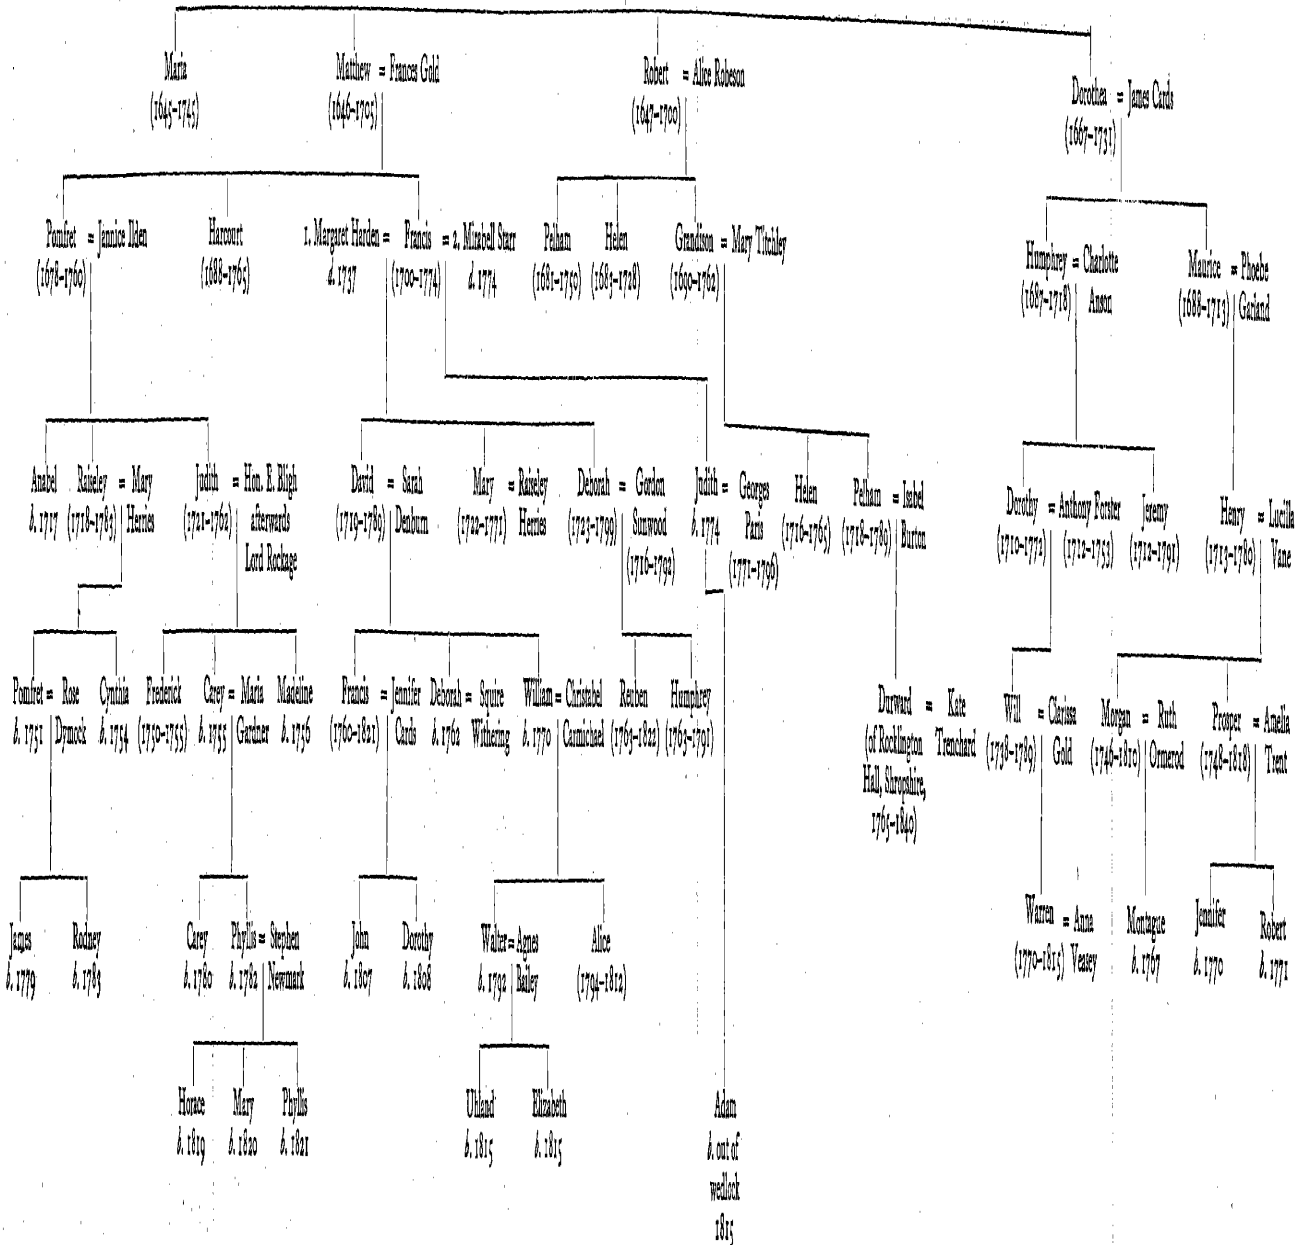 Maria
(1645–1745)
Matthew = Frances Gold
(1646–1705)
Robert = Alice Robeson
(1647–1700)
Dorothea = James Cards
(1667–1731)
Pomfret = Jannice Ilden
(1678–1760)
Harcourt
(1688–1765)
1. Margaret Harden = Francis = 2. Mirabell Starr
d. 1737 (1700–1774) d. 1774
Pelham
(1681–1750)
Helen
(1683–1728)
Grandison = Mary Titchley
(1690–1762)
Humphrey = Charlotte
(1687–1718) Anson
Maurice = Phoebe
(1688–1713) Garland
Anabel
b. 1717
Raiseley = Mary
(1718–1783) Herries
Judith = Hon. E. Bligh
(1721–1762) afterwards
Lord Rockage
David = Sarah
(1719–1785) Denburn
Mary = Raiseley
(1722–1771) Herries
Deborah = Gordon
(1723–1799) Sunwood
(1716–1792)
Judith = Georges
b. 1774 Paris
(1771–1796)
Helen
(1716–1765)
Pelham = Isabel
(1718–1789) Burton
Dorothy = Anthony Forster
(1710–1772) (1712–1753)
Jeremy
(1712–1791)
Henry = Lucilla
(1713–1780) Vane
Pomfret = Rose
b. 1751 Dymock
Cynthia
b. 1754
Frederick
(1750–1755)
Carey = Maria
b. 1755 Gardner
Madeline
b. 1756
Francis = Jennifer
(1760–1821) Cards
Deborah = Squire
b. 1762 Withering
William = Christabel
b. 1770 Carmichael
Reuben
(1763–1822)
Humphrey
(1763–1791)
Durward = Kate
(of Rocklington Trenchard
Hall, Shropshire,
1765–1840)
Will = Clarissa
(1738–1789) Gold
Morgan = Ruth
(1746–1810) Ormerod
Prosper = Amelia
(1748–1818) Trent
James
b. 1779
Rodney
b. 1783
Carey
b. 1780
Phyllis = Stephen
b. 1782 Newmark
John
b. 1807
Dorothy
b. 1808
Walter = Agnes
b. 1792 Bailey
Alice
(1794–1812)
Warren = Anna
(1770–1815) Veasey
Montague
b. 1767
Jennifer
b. 1770
Robert
b. 1771
Horace
b. 1819
Mary
b. 1820
Phyllis
b. 1821
Uhland
b. 1815
Elizabeth
b. 1815
Adam
b. out of
wedlock
1815